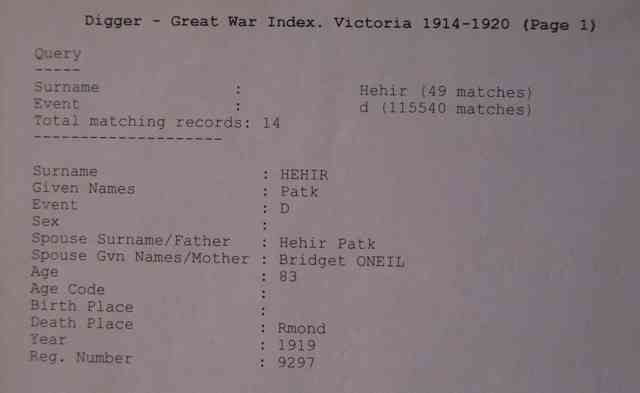 Digger - Great War Index. Victoria 1914-1920 (Page 1)
Query
-----
Surname : Hehir (49 matches)
Event : d (115540 matches)
Total matching records: 14
--------------------
Surname : HEHIR
Given Names : Patk
Event : D
Sex :
Spouse Surname/Father : Hehir Patk
Spouse Gvn Names/Mother : Bridget ONEIL
Age : 83
Age Code :
Birth Place :
Death Place : Rmond
Year : 1919
Reg. Number : 9297